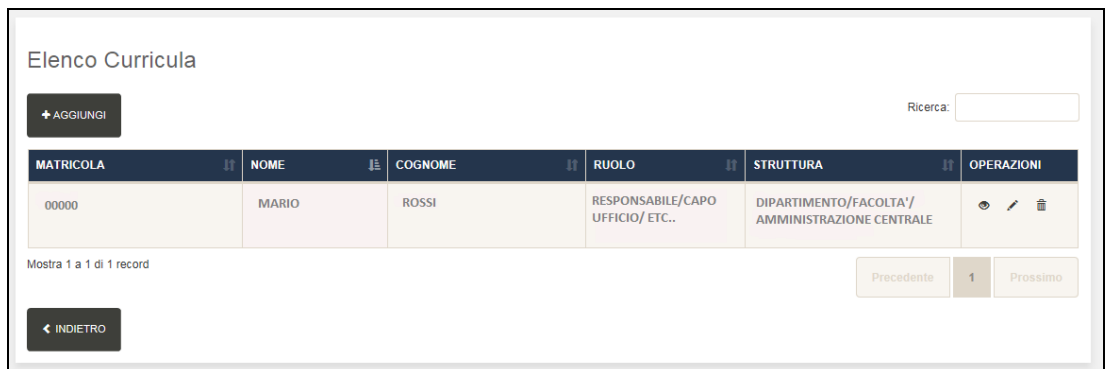 Elenco Curricula
AGGIUNGI
Ricerca:
MATRICOLA NOME COGNOME RUOLO STRUTTURA OPERAZIONI
00000 MARIO ROSSI RESPONSABILE/CAPO DIPARTIMENTO/FACOLTA'/
UFFICIO/ ETC.. AMMINISTRAZIONE CENTRALE
Mostra 1 a 1 di 1 record
Precedente 1 Prossimo
INDIETRO